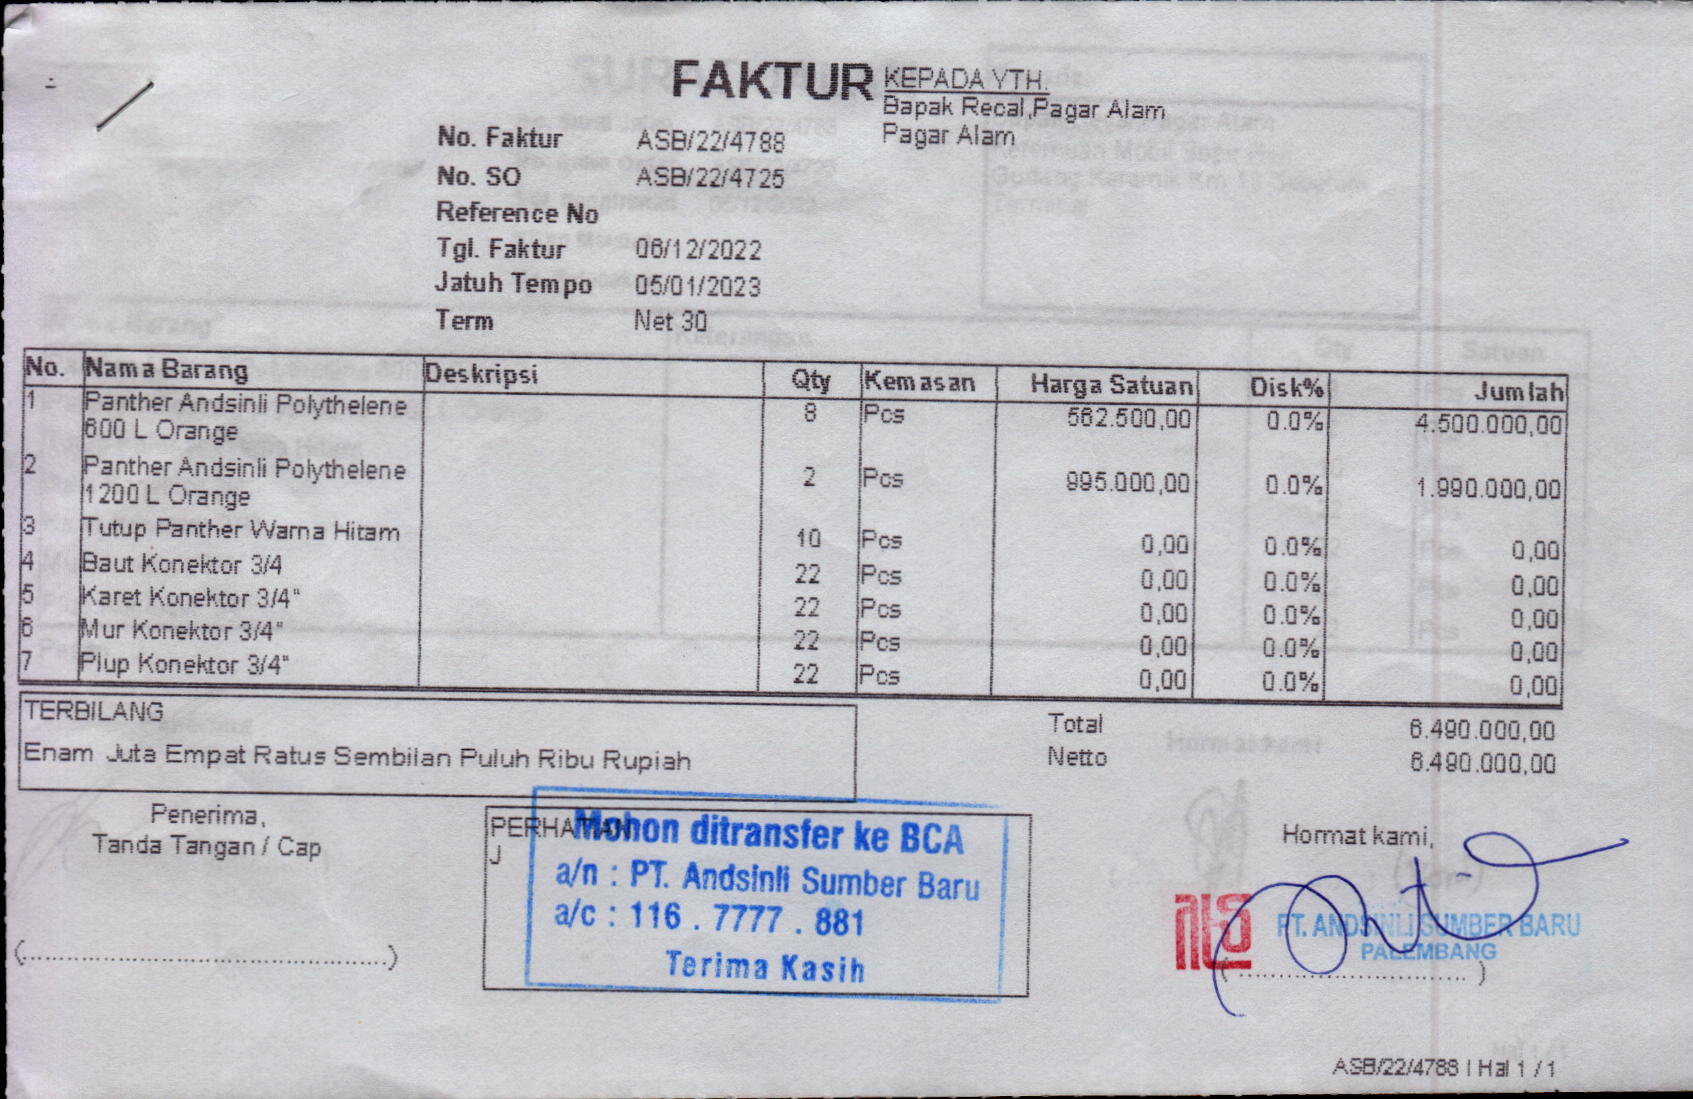 FAKTUR
KEPADA YTH.
Bapak Recal,Pagar Alam
Pagar Alam
No. Faktur ASB/22/4788
No. SO ASB/22/4725
Reference No
Tgl. Faktur 06/12/2022
Jatuh Tempo 05/01/2023
Term Net 30
No. Nama Barang Deskripsi Qty Kemasan Harga Satuan Disk% Jumlah
1 Panther Andsinli Polythelene 8 Pcs 562.500,00 0.0% 4.500.000,00
600 L Orange
2 Panther Andsinli Polythelene 2 Pcs 995.000,00 0.0% 1.990.000,00
1200 L Orange
3 Tutup Panther Warna Hitam 10 Pcs 0,00 0.0% 0,00
4 Baut Konektor 3/4 22 Pcs 0,00 0.0% 0,00
5 Karet Konektor 3/4" 22 Pcs 0,00 0.0% 0,00
6 Mur Konektor 3/4" 22 Pcs 0,00 0.0% 0,00
7 Plup Konektor 3/4" 22 Pcs 0,00 0.0% 0,00
TERBILANG
Enam Juta Empat Ratus Sembilan Puluh Ribu Rupiah
Total 6.490.000,00
Netto 6.490.000,00
Penerima,
Tanda Tangan / Cap
(..............................................)
PERHATIAN
J
Mohon ditransfer ke BCA
a/n : PT. Andsinli Sumber Baru
a/c : 116 . 7777 . 881
Terima Kasih
Hormat kami,
PT. ANDSINLI SUMBER BARU
PALEMBANG
(..............................)
ASB/22/4788 | Hal 1 / 1